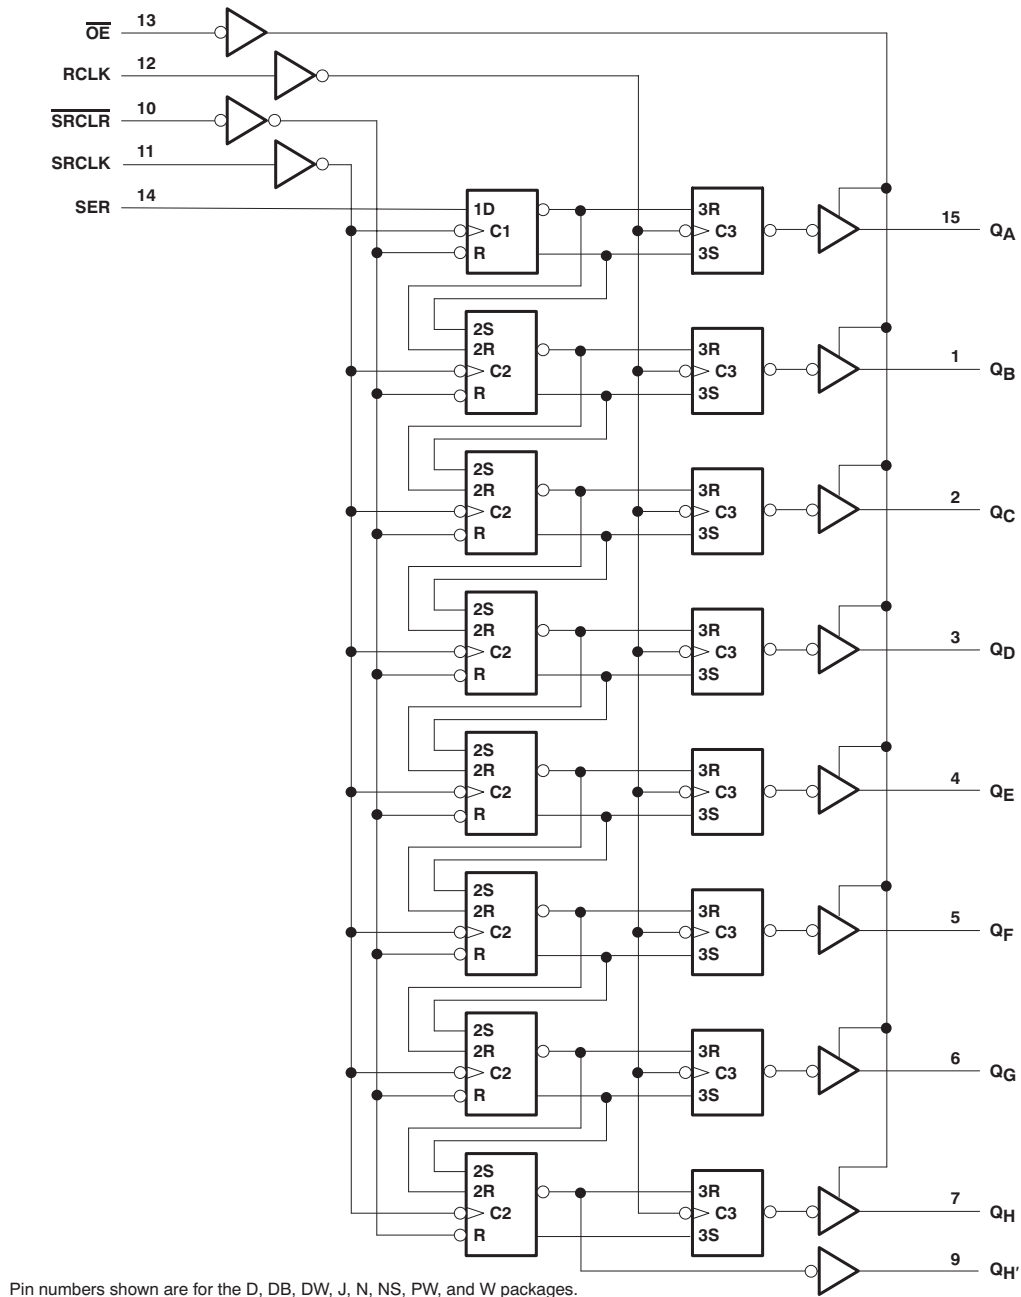 OE 13
RCLK 12
SRCLR 10
SRCLK 11
SER 14
1D
C1
R
3R
C3
3S
15 QA
2S
2R
C2
R
3R
C3
3S
1 QB
2S
2R
C2
R
3R
C3
3S
2 QC
2S
2R
C2
R
3R
C3
3S
3 QD
2S
2R
C2
R
3R
C3
3S
4 QE
2S
2R
C2
R
3R
C3
3S
5 QF
2S
2R
C2
R
3R
C3
3S
6 QG
2S
2R
C2
R
3R
C3
3S
7 QH
9 QH′
Pin numbers shown are for the D, DB, DW, J, N, NS, PW, and W packages.